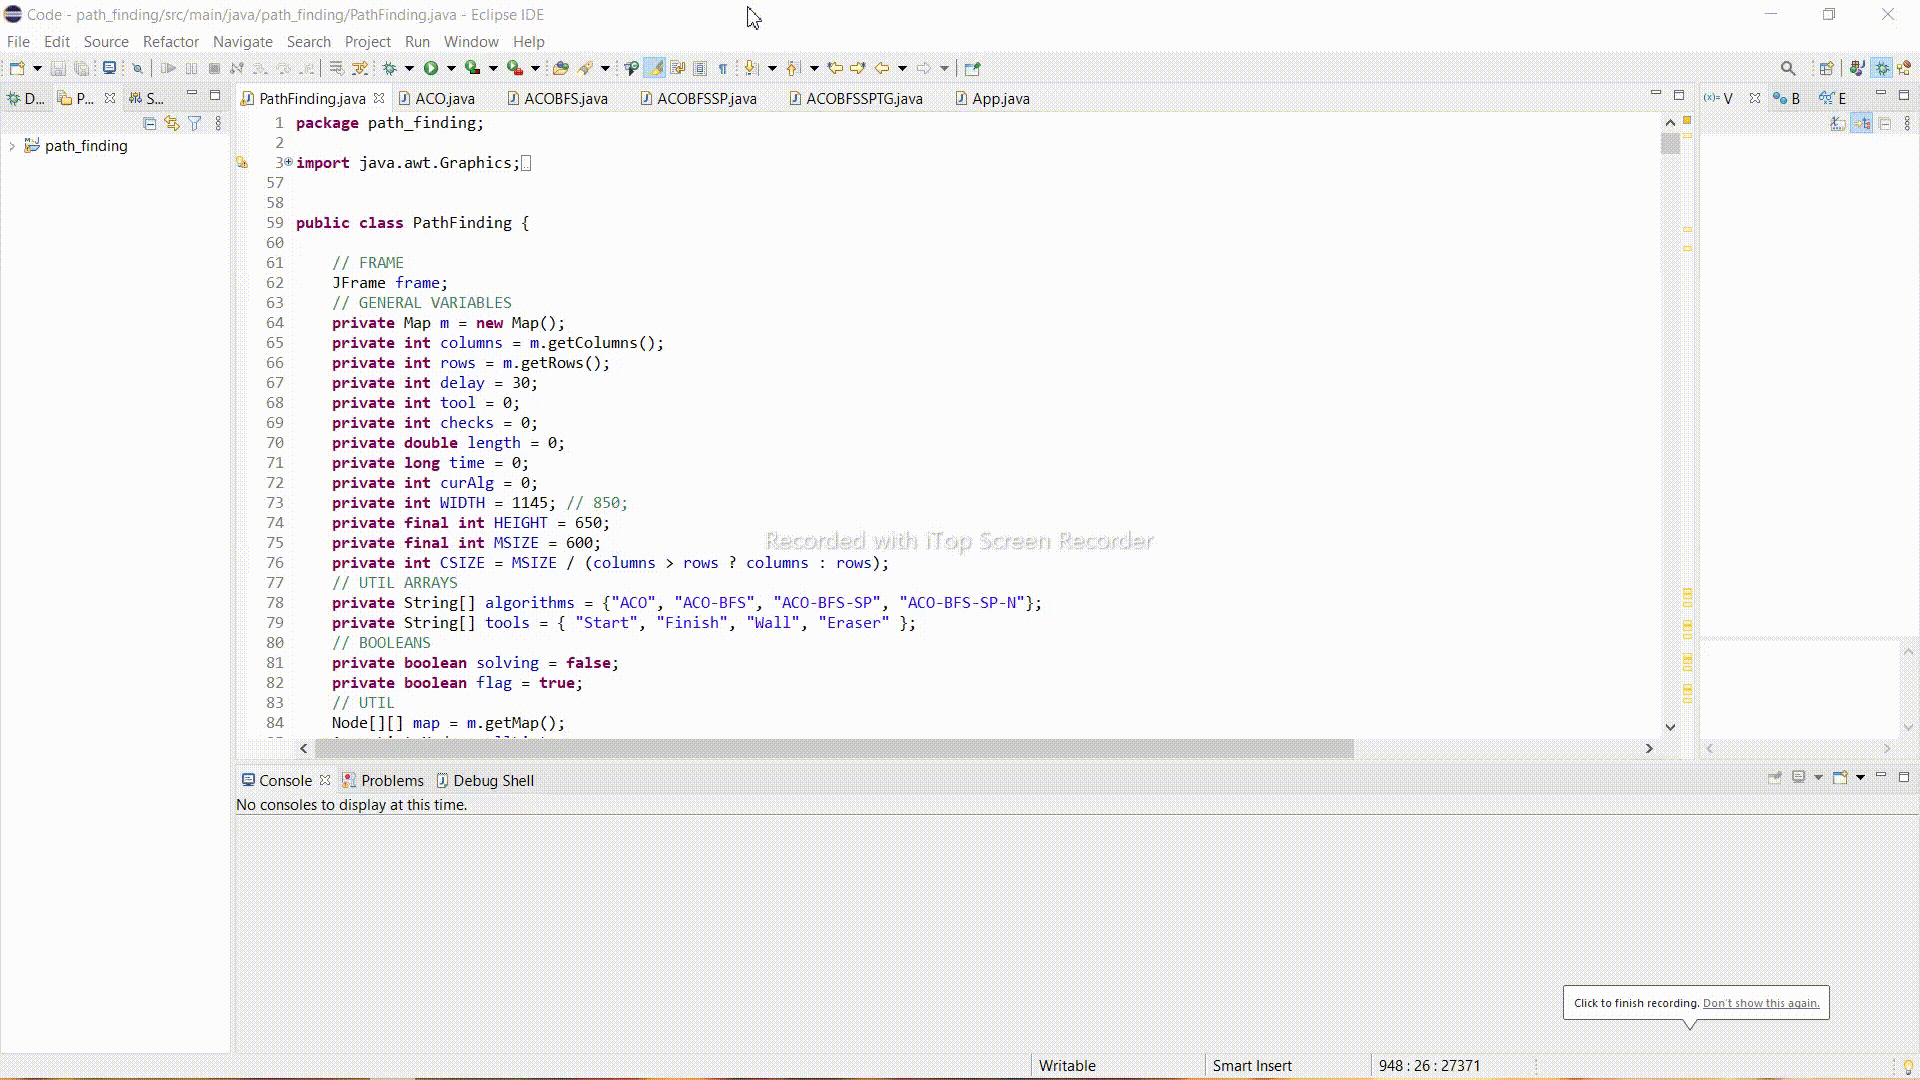 Code - path_finding/src/main/java/path_finding/PathFinding.java - Eclipse IDE
File Edit Source Refactor Navigate Search Project Run Window Help
D... P... S... PathFinding.java ACO.java ACOBFS.java ACOBFSSP.java ACOBFSSPTG.java App.java (x)= V B E
path_finding
1 package path_finding;
2
3 import java.awt.Graphics;
57
58
59 public class PathFinding {
60
61 // FRAME
62 JFrame frame;
63 // GENERAL VARIABLES
64 private Map m = new Map();
65 private int columns = m.getColumns();
66 private int rows = m.getRows();
67 private int delay = 30;
68 private int tool = 0;
69 private int checks = 0;
70 private double length = 0;
71 private long time = 0;
72 private int curAlg = 0;
73 private int WIDTH = 1145; // 850;
74 private final int HEIGHT = 650;
75 private final int MSIZE = 600;
76 private int CSIZE = MSIZE / (columns > rows ? columns : rows);
77 // UTIL ARRAYS
78 private String[] algorithms = {"ACO", "ACO-BFS", "ACO-BFS-SP", "ACO-BFS-SP-N"};
79 private String[] tools = { "Start", "Finish", "Wall", "Eraser" };
80 // BOOLEANS
81 private boolean solving = false;
82 private boolean flag = true;
83 // UTIL
84 Node[][] map = m.getMap();
Recorded with iTop Screen Recorder
Console Problems Debug Shell
No consoles to display at this time.
Click to finish recording. Don't show this again.
Writable Smart Insert 948 : 26 : 27371